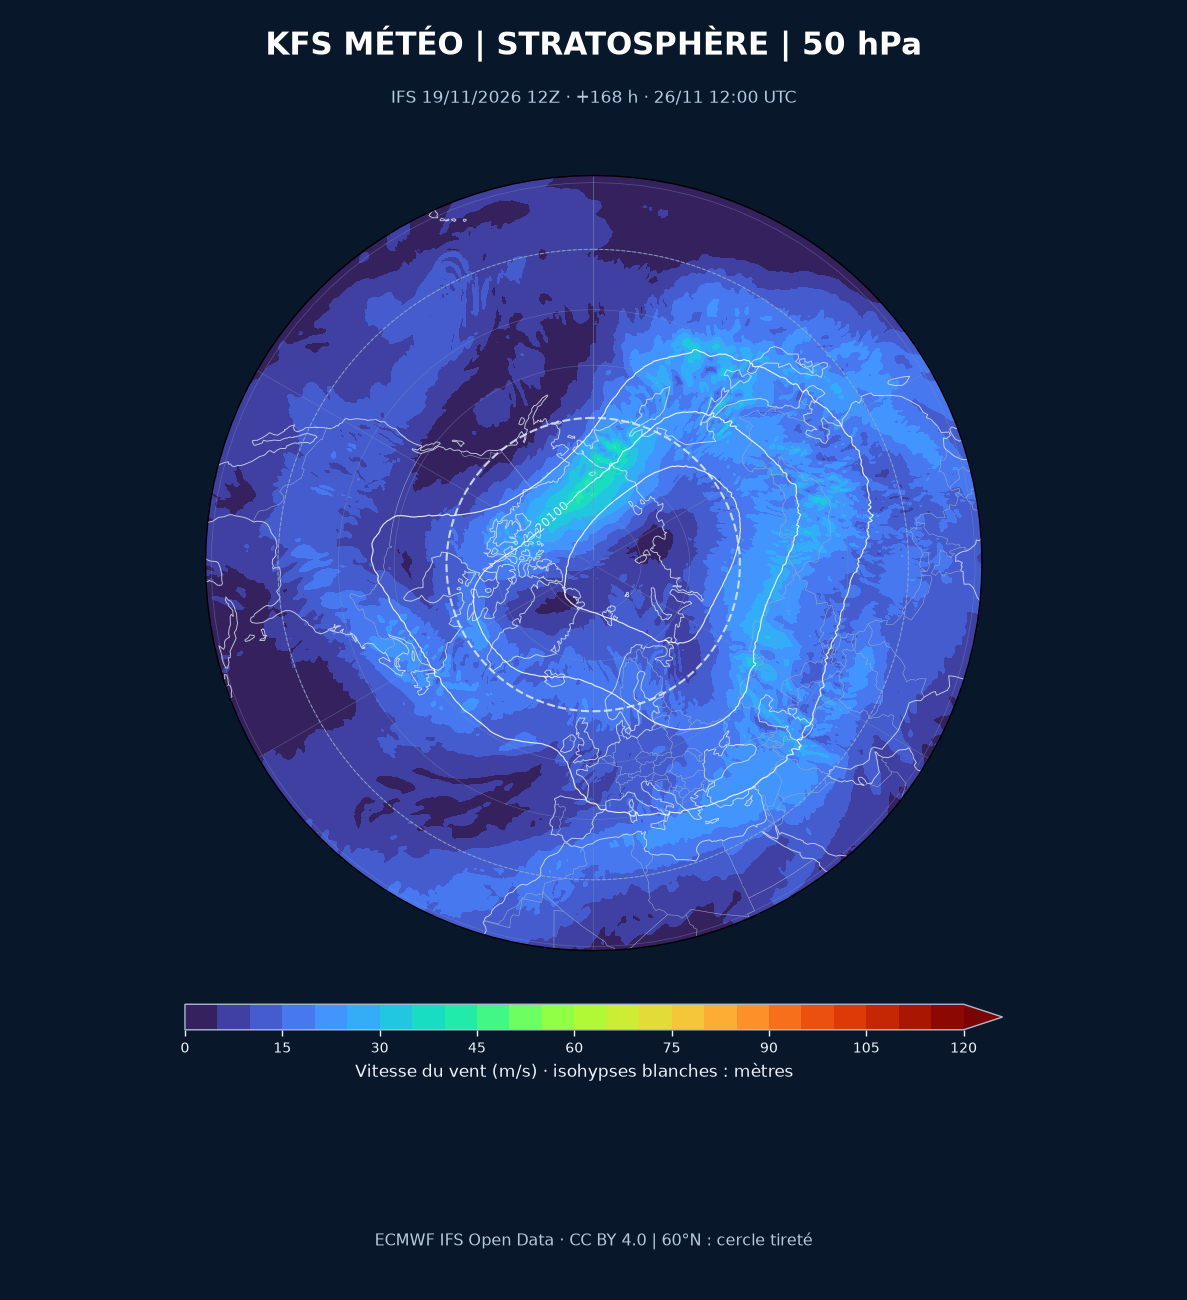 KFS MÉTÉO | STRATOSPHÈRE | 50 hPa
IFS 19/11/2026 12Z · +168 h · 26/11 12:00 UTC
20100
0 15 30 45 60 75 90 105 120
Vitesse du vent (m/s) · isohypses blanches : mètres
ECMWF IFS Open Data · CC BY 4.0 | 60°N : cercle tireté